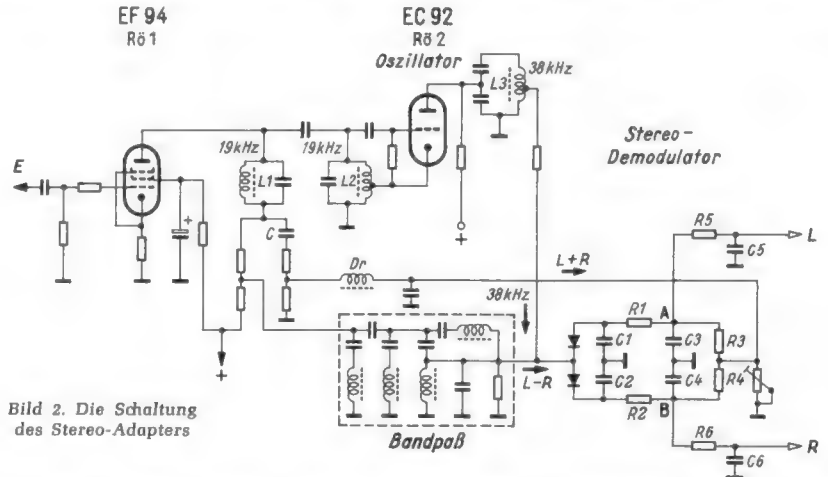 EF 94
Rö 1
EC 92
Rö 2
Oszillator
38kHz
L3
Stereo-
Demodulator
E
19kHz
L1
19kHz
L2
+
+
C
Dr
L+R
R5
L
C5
38kHz
R1
A
C1
C3
R3
C2
C4
R4
L-R
R2
B
+
Bandpaß
R6
R
C6
Bild 2. Die Schaltung
des Stereo-Adapters